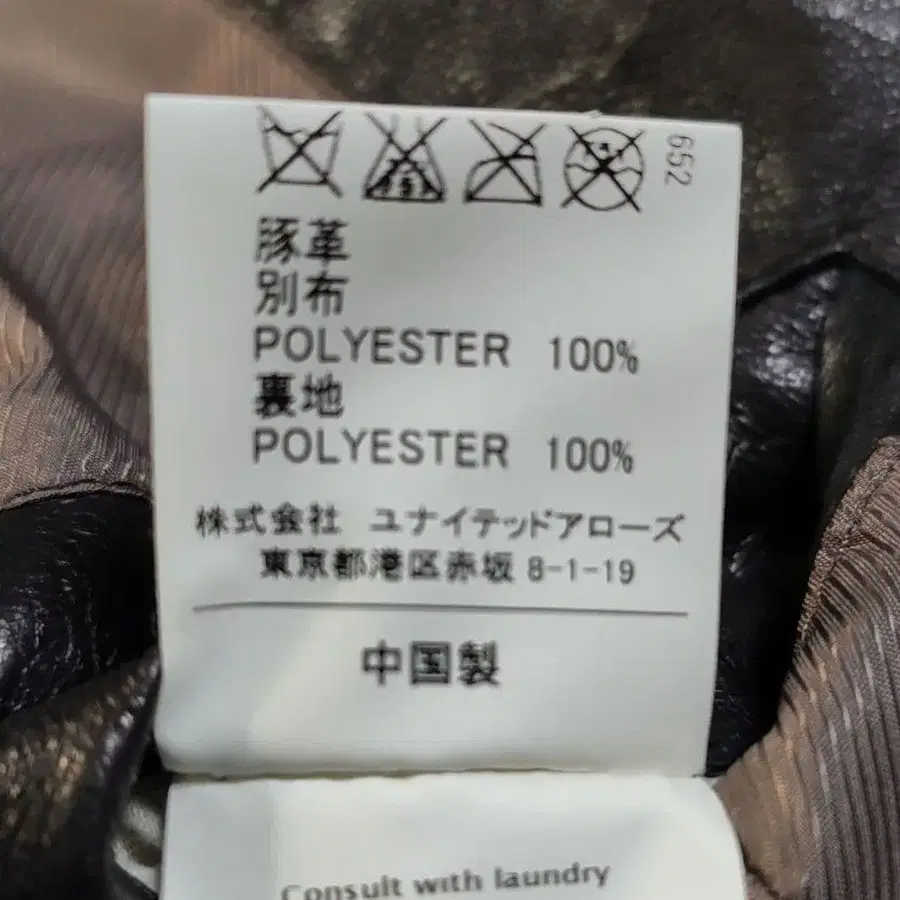 652
豚革
別布
POLYESTER 100%
裏地
POLYESTER 100%
株式会社 ユナイテッドアローズ
東京都港区赤坂 8-1-19
中国製
Consult with laundry